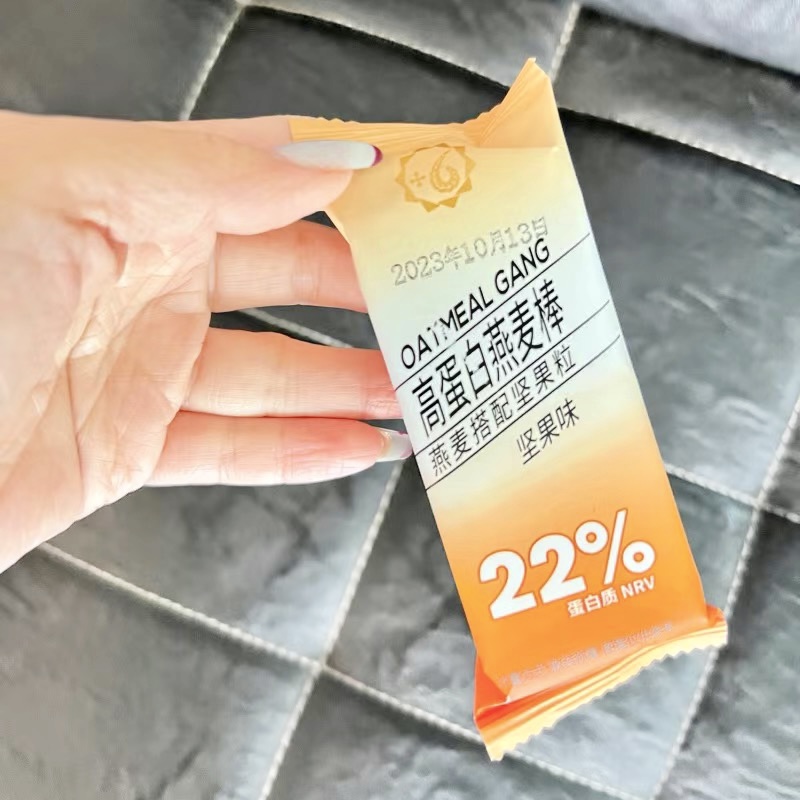 2023年10月13日
OATMEAL GANG
高蛋白燕麦棒
燕麦搭配坚果粒
坚果味
22%
蛋白质 NRV